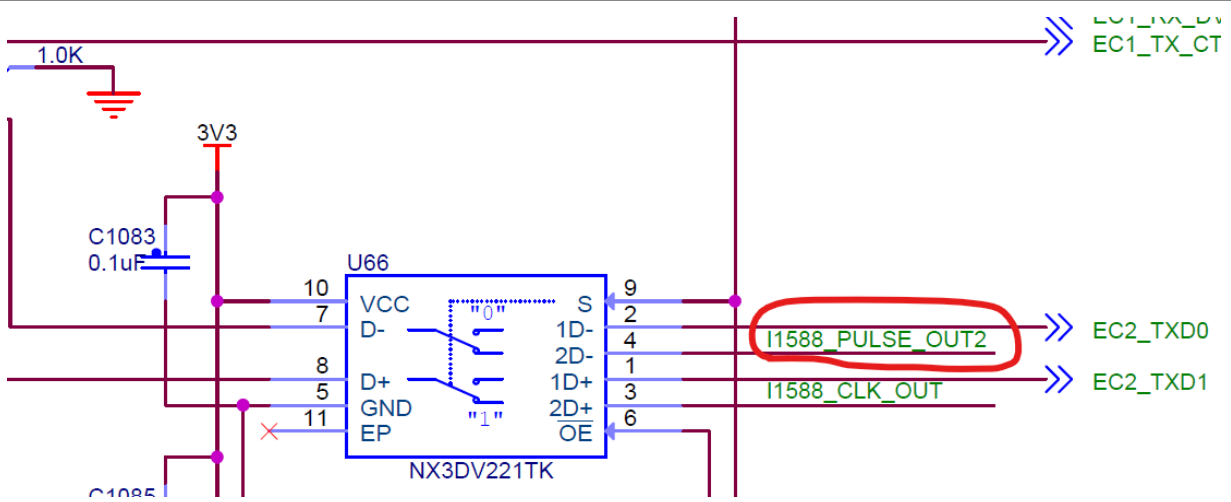 EC1_TX_CT
1.0K
3V3
C1083
0.1uF
U66
10
VCC
7
D-
8
D+
5
GND
11
EP
"0"
"1"
S
9
1D-
2
2D-
4
1D+
1
2D+
3
OE
6
NX3DV221TK
I1588_PULSE_OUT2
EC2_TXD0
I1588_CLK_OUT
EC2_TXD1
C1085